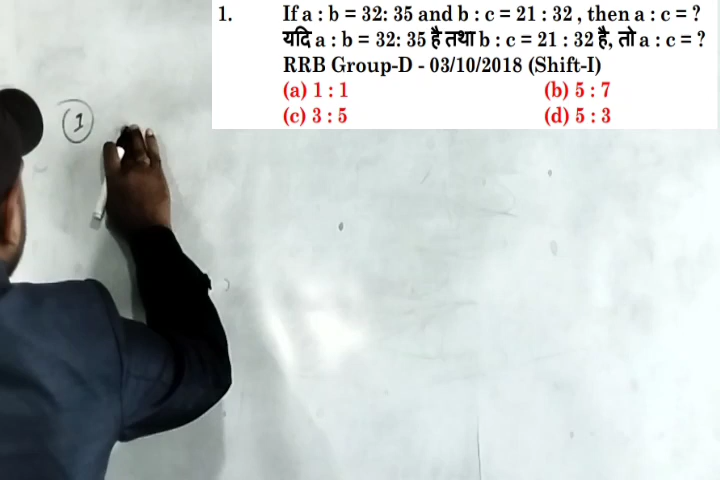 1. If a : b = 32: 35 and b : c = 21 : 32 , then a : c = ?
यदि a : b = 32: 35 है तथा b : c = 21 : 32 है, तो a : c = ?
RRB Group-D - 03/10/2018 (Shift-I)
(a) 1 : 1 (b) 5 : 7
(c) 3 : 5 (d) 5 : 3
1